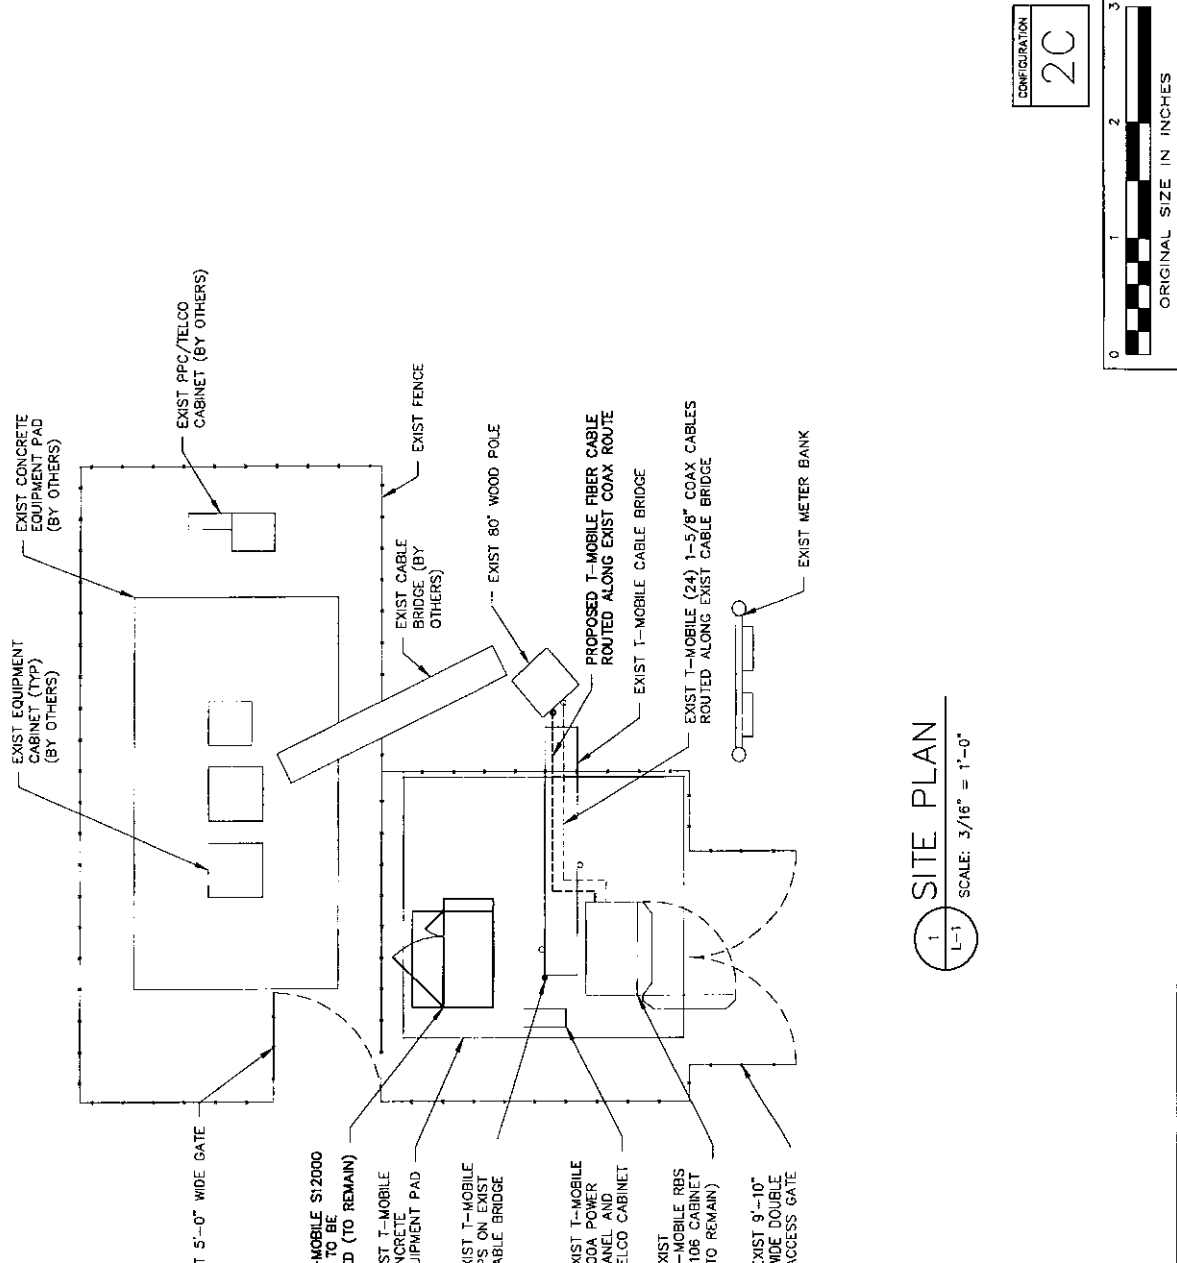 CONFIGURATION
2C
0 1 2 3
ORIGINAL SIZE IN INCHES
EXIST CONCRETE
EQUIPMENT PAD
(BY OTHERS)
EXIST PPC/TELCO
CABINET (BY OTHERS)
EXIST FENCE
EXIST EQUIPMENT
CABINET (TYP)
(BY OTHERS)
EXIST CABLE
BRIDGE (BY
OTHERS)
EXIST 80' WOOD POLE
PROPOSED T-MOBILE FIBER CABLE
ROUTED ALONG EXIST COAX ROUTE
EXIST T-MOBILE CABLE BRIDGE
EXIST T-MOBILE (24) 1-5/8" COAX CABLES
ROUTED ALONG EXIST CABLE BRIDGE
EXIST METER BANK
T 5'-0" WIDE GATE
-MOBILE S12000
TO BE
ED (TO REMAIN)
ST T-MOBILE
NCRETE
UIPMENT PAD
XIST T-MOBILE
PS ON EXIST
ABLE BRIDGE
XIST T-MOBILE
00A POWER
ANEL AND
ELCO CABINET
XIST
-MOBILE RBS
106 CABINET
TO REMAIN)
EXIST 9'-10"
WIDE DOUBLE
ACCESS GATE
1
L-1
SITE PLAN
SCALE: 3/16" = 1'-0"